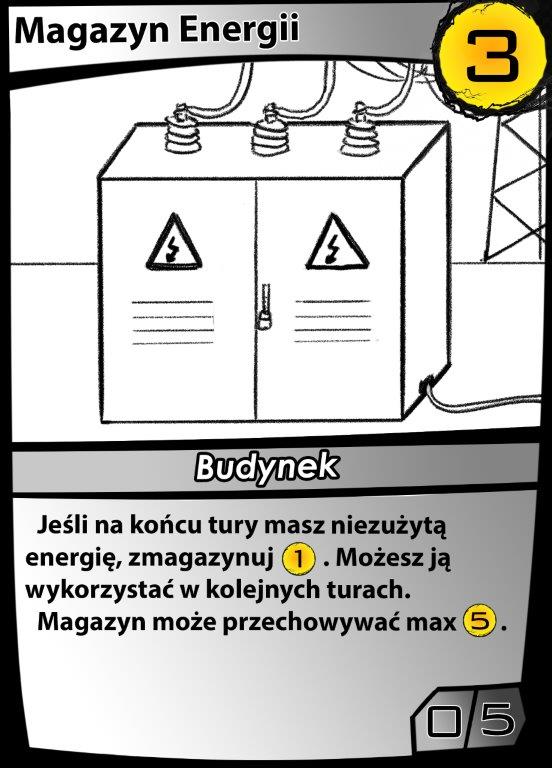 Magazyn Energii
3
Budynek
Jeśli na końcu tury masz niezużytą
energię, zmagazynuj 1 . Możesz ją
wykorzystać w kolejnych turach.
Magazyn może przechowywać max 5 .
0 5